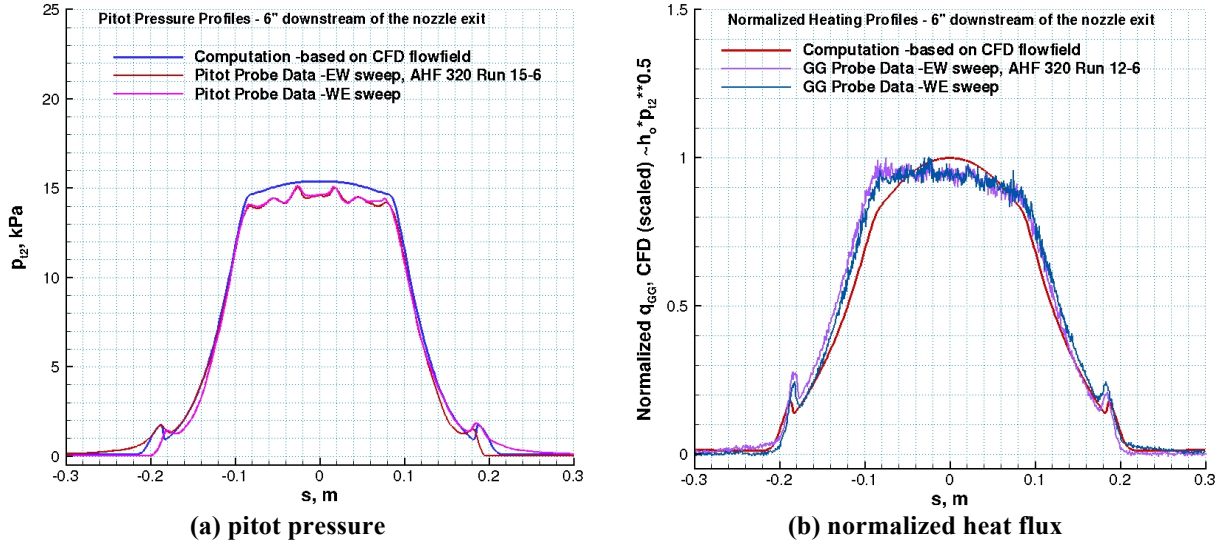 Pitot Pressure Profiles - 6" downstream of the nozzle exit
Computation -based on CFD flowfield
Pitot Probe Data -EW sweep, AHF 320 Run 15-6
Pitot Probe Data -WE sweep
25
20
15
10
5
0
p_t2, kPa
-0.3
-0.2
-0.1
0
0.1
0.2
0.3
s, m
(a) pitot pressure
Normalized Heating Profiles - 6" downstream of the nozzle exit
Computation -based on CFD flowfield
GG Probe Data -EW sweep, AHF 320 Run 12-6
GG Probe Data -WE sweep
1.5
1
0.5
0
Normalized q_GG, CFD (scaled) ~h_o*p_t2**0.5
-0.3
-0.2
-0.1
0
0.1
0.2
0.3
s, m
(b) normalized heat flux